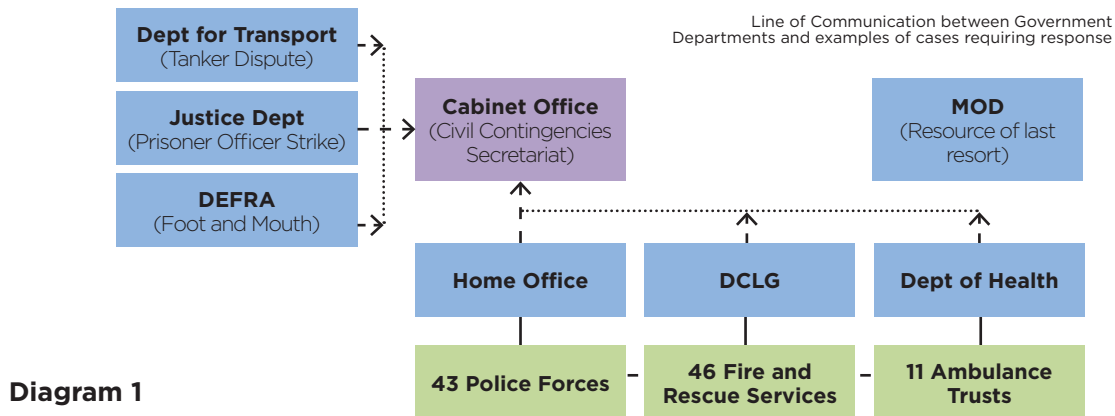 Line of Communication between Government
Departments and examples of cases requiring response
Dept for Transport
(Tanker Dispute)
Justice Dept
(Prisoner Officer Strike)
DEFRA
(Foot and Mouth)
Cabinet Office
(Civil Contingencies
Secretariat)
MOD
(Resource of last
resort)
Home Office
DCLG
Dept of Health
43 Police Forces
46 Fire and
Rescue Services
11 Ambulance
Trusts
Diagram 1